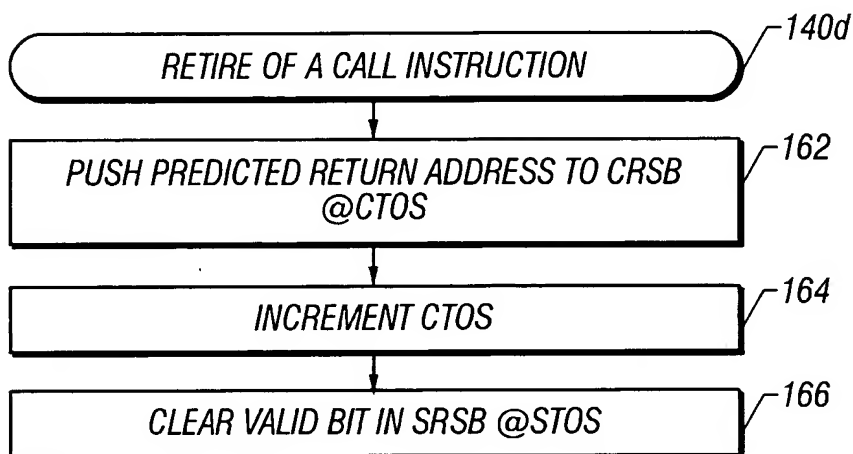 140d
RETIRE OF A CALL INSTRUCTION
162
PUSH PREDICTED RETURN ADDRESS TO CRSB
@CTOS
164
INCREMENT CTOS
166
CLEAR VALID BIT IN SRSB @STOS